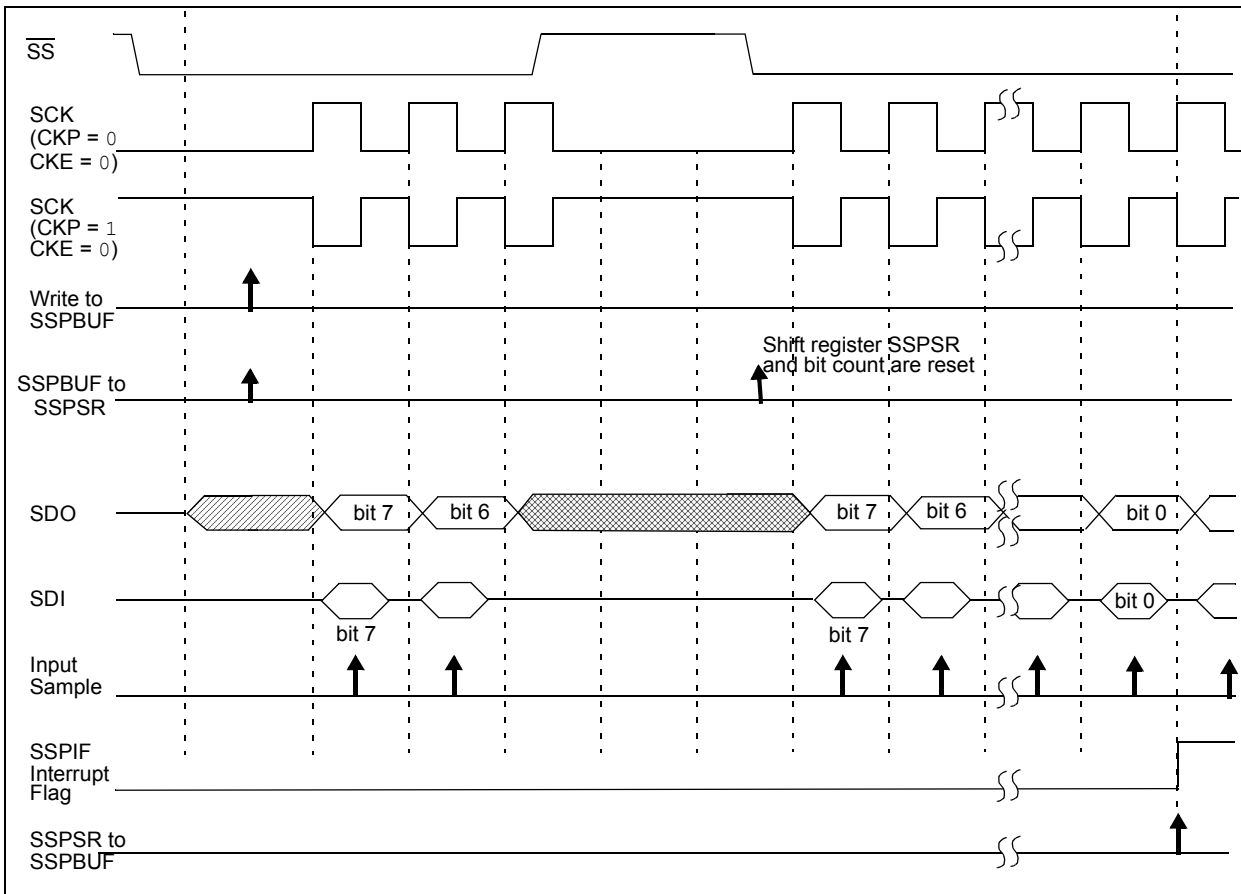 SS
SCK
(CKP = 0
CKE = 0)
SCK
(CKP = 1
CKE = 0)
Write to
SSPBUF
Shift register SSPSR
and bit count are reset
SSPBUF to
SSPSR
SDO
bit 7
bit 6
bit 7
bit 6
bit 0
SDI
bit 0
bit 7
bit 7
Input
Sample
SSPIF
Interrupt
Flag
SSPSR to
SSPBUF